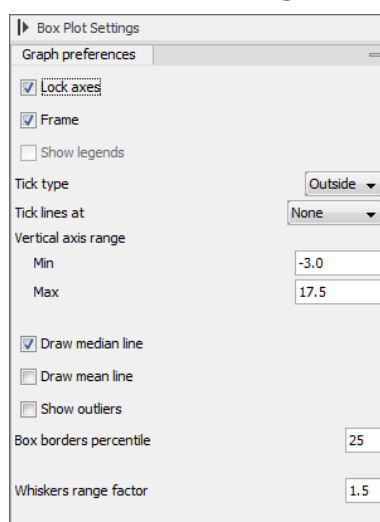 Box Plot Settings
Graph preferences
Lock axes
Frame
Show legends
Tick type Outside
Tick lines at None
Vertical axis range
Min -3.0
Max 17.5
Draw median line
Draw mean line
Show outliers
Box borders percentile 25
Whiskers range factor 1.5